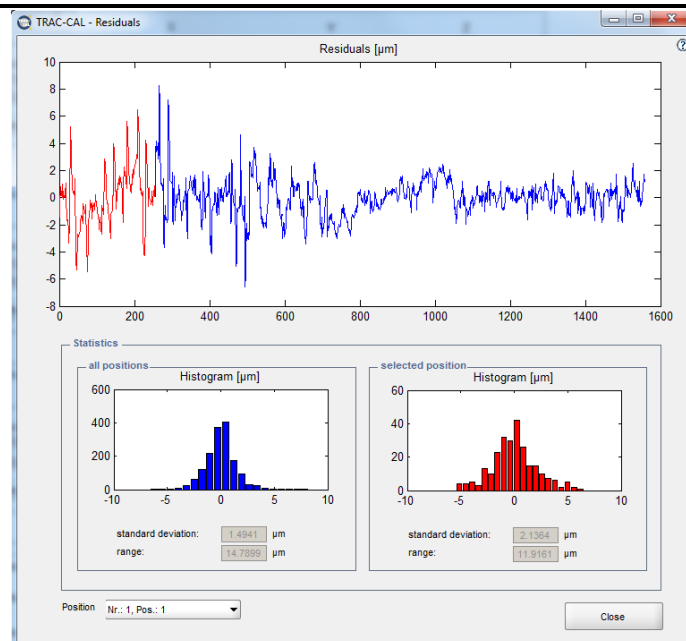 TRAC-CAL - Residuals
Residuals [µm]
10
8
6
4
2
0
-2
-4
-6
-8
0 200 400 600 800 1000 1200 1400 1600
Statistics
all positions
Histogram [µm]
600
400
200
0
-10 -5 0 5 10
standard deviation: 1.4941 µm
range: 14.7899 µm
selected position
Histogram [µm]
60
40
20
0
-10 -5 0 5 10
standard deviation: 2.1364 µm
range: 11.9161 µm
Position Nr.: 1, Pos.: 1
Close